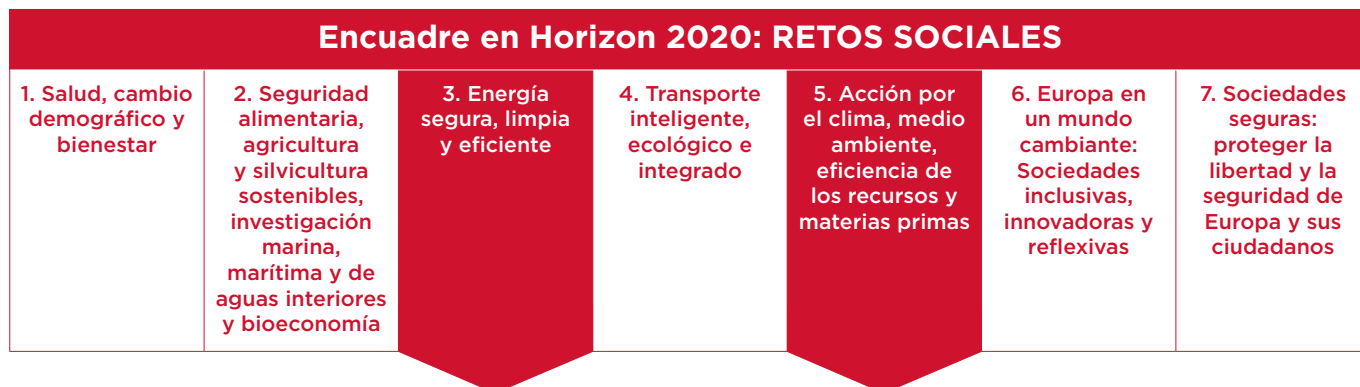 Encuadre en Horizon 2020: RETOS SOCIALES
1. Salud, cambio
demográfico y
bienestar
2. Seguridad
alimentaria,
agricultura
y silvicultura
sostenibles,
investigación
marina,
marítima y de
aguas interiores
y bioeconomía
3. Energía
segura, limpia
y eficiente
4. Transporte
inteligente,
ecológico e
integrado
5. Acción por
el clima, medio
ambiente,
eficiencia de
los recursos y
materias primas
6. Europa en
un mundo
cambiante:
Sociedades
inclusivas,
innovadoras y
reflexivas
7. Sociedades
seguras:
proteger la
libertad y la
seguridad de
Europa y sus
ciudadanos